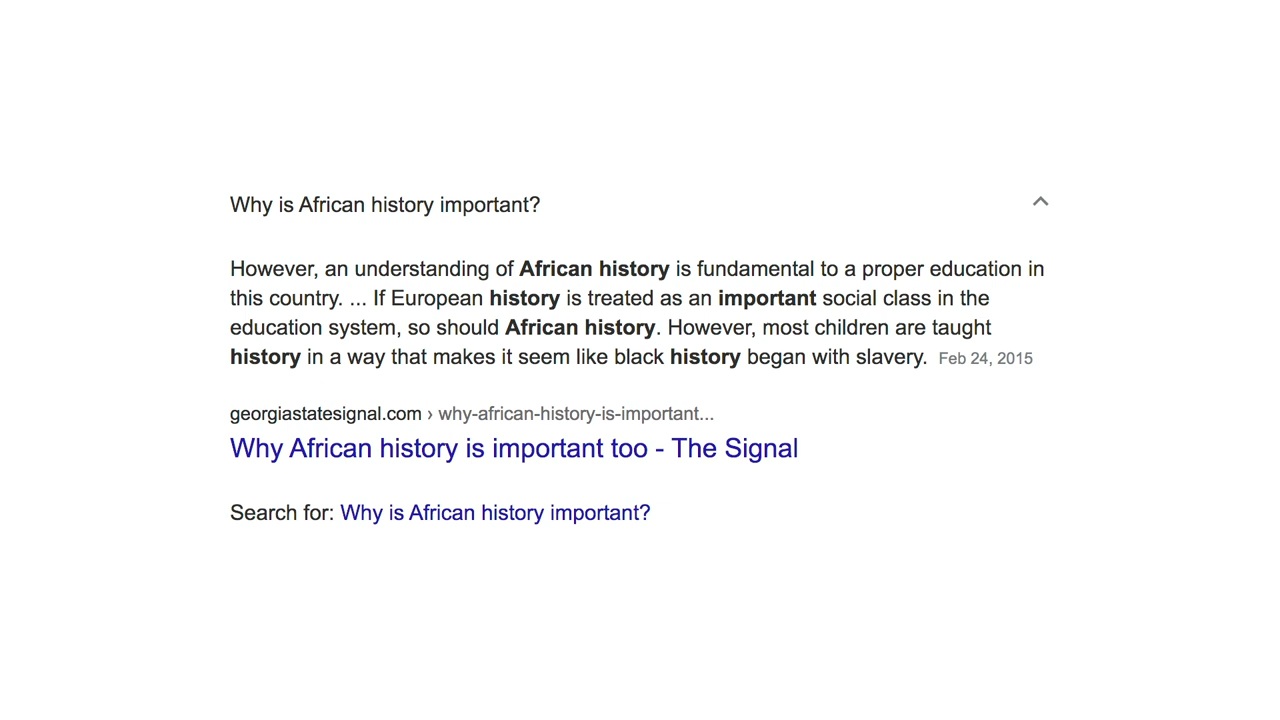 Why is African history important?
However, an understanding of African history is fundamental to a proper education in
this country. ... If European history is treated as an important social class in the
education system, so should African history. However, most children are taught
history in a way that makes it seem like black history began with slavery. Feb 24, 2015
georgiastatesignal.com › why-african-history-is-important...
Why African history is important too - The Signal
Search for: Why is African history important?